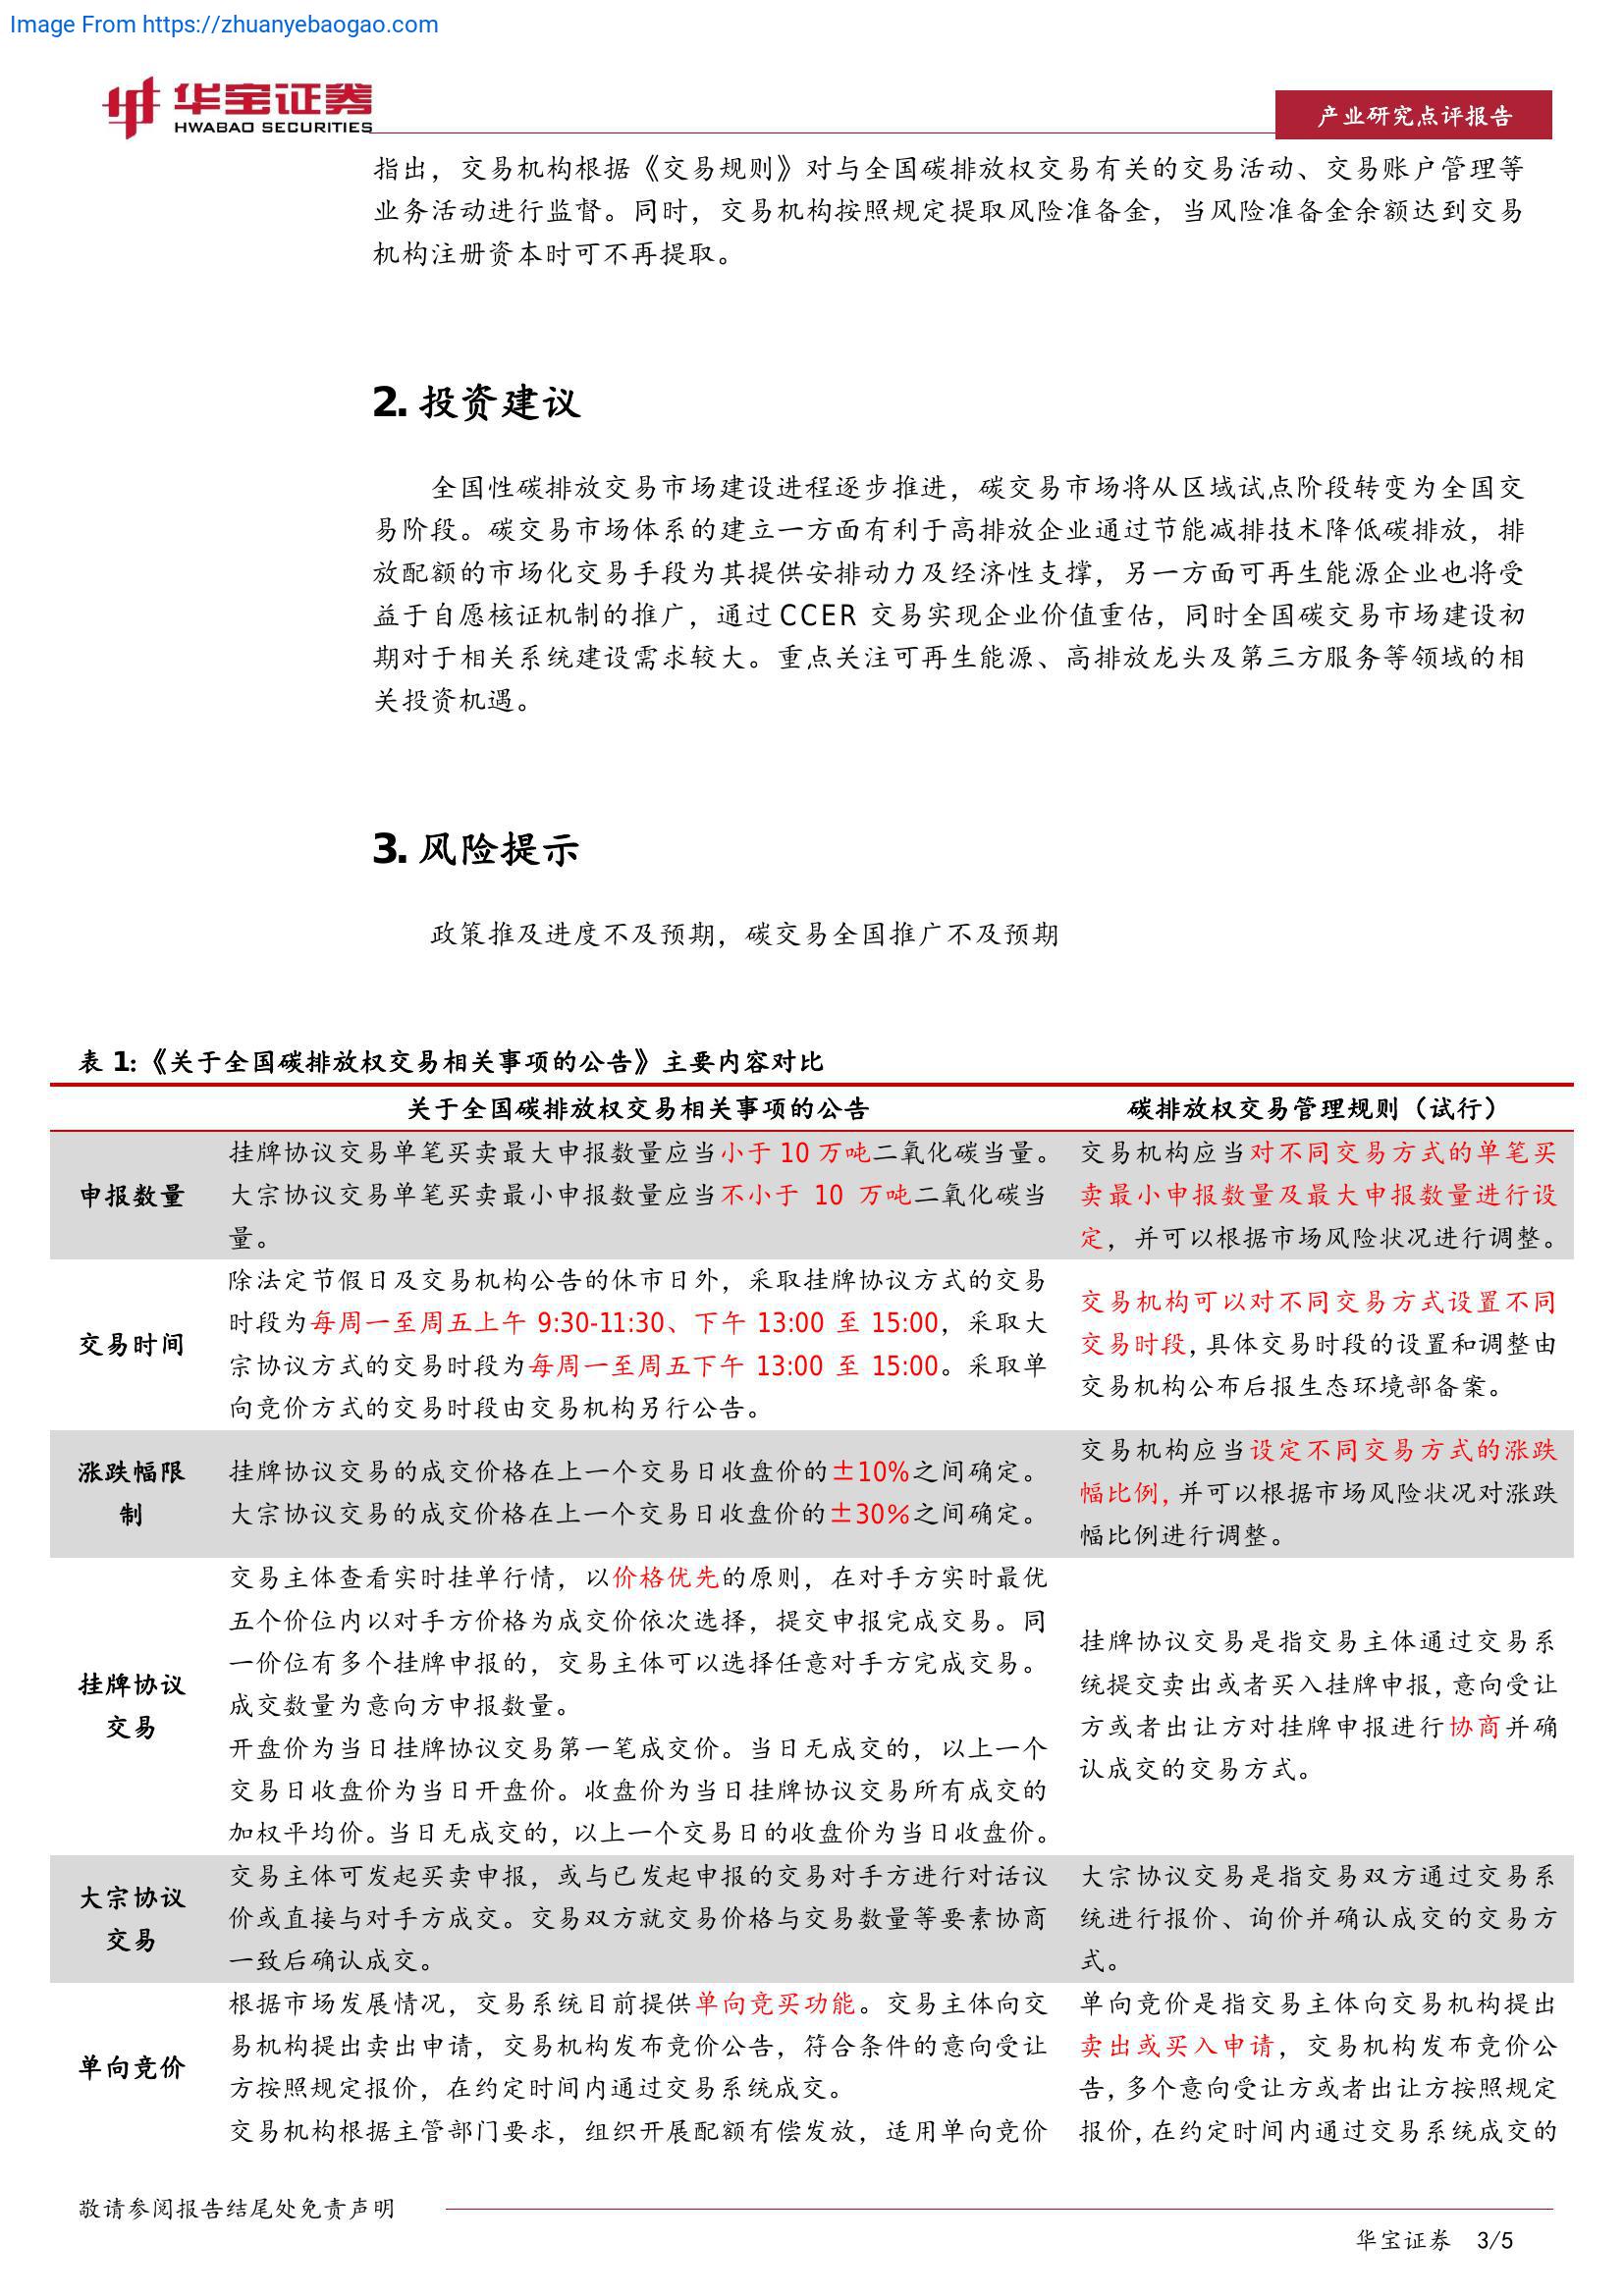 Image From https://zhuanyebaogao.com
华宝证券
HWABAO SECURITIES
产业研究点评报告
指出，交易机构根据《交易规则》对与全国碳排放权交易有关的交易活动、交易账户管理等
业务活动进行监督。同时，交易机构按照规定提取风险准备金，当风险准备金余额达到交易
机构注册资本时可不再提取。
2. 投资建议
全国性碳排放交易市场建设进程逐步推进，碳交易市场将从区域试点阶段转变为全国交
易阶段。碳交易市场体系的建立一方面有利于高排放企业通过节能减排技术降低碳排放，排
放配额的市场化交易手段为其提供安排动力及经济性支撑，另一方面可再生能源企业也将受
益于自愿核证机制的推广，通过 CCER 交易实现企业价值重估，同时全国碳交易市场建设初
期对于相关系统建设需求较大。重点关注可再生能源、高排放龙头及第三方服务等领域的相
关投资机遇。
3. 风险提示
政策推及进度不及预期，碳交易全国推广不及预期
表 1:《关于全国碳排放权交易相关事项的公告》主要内容对比
关于全国碳排放权交易相关事项的公告
碳排放权交易管理规则（试行）
申报数量
挂牌协议交易单笔买卖最大申报数量应当小于 10 万吨二氧化碳当量。
大宗协议交易单笔买卖最小申报数量应当不小于 10 万吨二氧化碳当
量。
交易机构应当对不同交易方式的单笔买
卖最小申报数量及最大申报数量进行设
定，并可以根据市场风险状况进行调整。
交易时间
除法定节假日及交易机构公告的休市日外，采取挂牌协议方式的交易
时段为每周一至周五上午 9:30-11:30、下午 13:00 至 15:00，采取大
宗协议方式的交易时段为每周一至周五下午 13:00 至 15:00。采取单
向竞价方式的交易时段由交易机构另行公告。
交易机构可以对不同交易方式设置不同
交易时段，具体交易时段的设置和调整由
交易机构公布后报生态环境部备案。
涨跌幅限
制
挂牌协议交易的成交价格在上一个交易日收盘价的±10%之间确定。
大宗协议交易的成交价格在上一个交易日收盘价的±30%之间确定。
交易机构应当设定不同交易方式的涨跌
幅比例，并可以根据市场风险状况对涨跌
幅比例进行调整。
挂牌协议
交易
交易主体查看实时挂单行情，以价格优先的原则，在对手方实时最优
五个价位内以对手方价格为成交价依次选择，提交申报完成交易。同
一价位有多个挂牌申报的，交易主体可以选择任意对手方完成交易。
成交数量为意向方申报数量。
开盘价为当日挂牌协议交易第一笔成交价。当日无成交的，以上一个
交易日收盘价为当日开盘价。收盘价为当日挂牌协议交易所有成交的
加权平均价。当日无成交的，以上一个交易日的收盘价为当日收盘价。
挂牌协议交易是指交易主体通过交易系
统提交卖出或者买入挂牌申报，意向受让
方或者出让方对挂牌申报进行协商并确
认成交的交易方式。
大宗协议
交易
交易主体可发起买卖申报，或与已发起申报的交易对手方进行对话议
价或直接与对手方成交。交易双方就交易价格与交易数量等要素协商
一致后确认成交。
大宗协议交易是指交易双方通过交易系
统进行报价、询价并确认成交的交易方
式。
单向竞价
根据市场发展情况，交易系统目前提供单向竞买功能。交易主体向交
易机构提出卖出申请，交易机构发布竞价公告，符合条件的意向受让
方按照规定报价，在约定时间内通过交易系统成交。
交易机构根据主管部门要求，组织开展配额有偿发放，适用单向竞价
单向竞价是指交易主体向交易机构提出
卖出或买入申请，交易机构发布竞价公
告，多个意向受让方或者出让方按照规定
报价，在约定时间内通过交易系统成交的
敬请参阅报告结尾处免责声明
华宝证券 3/5